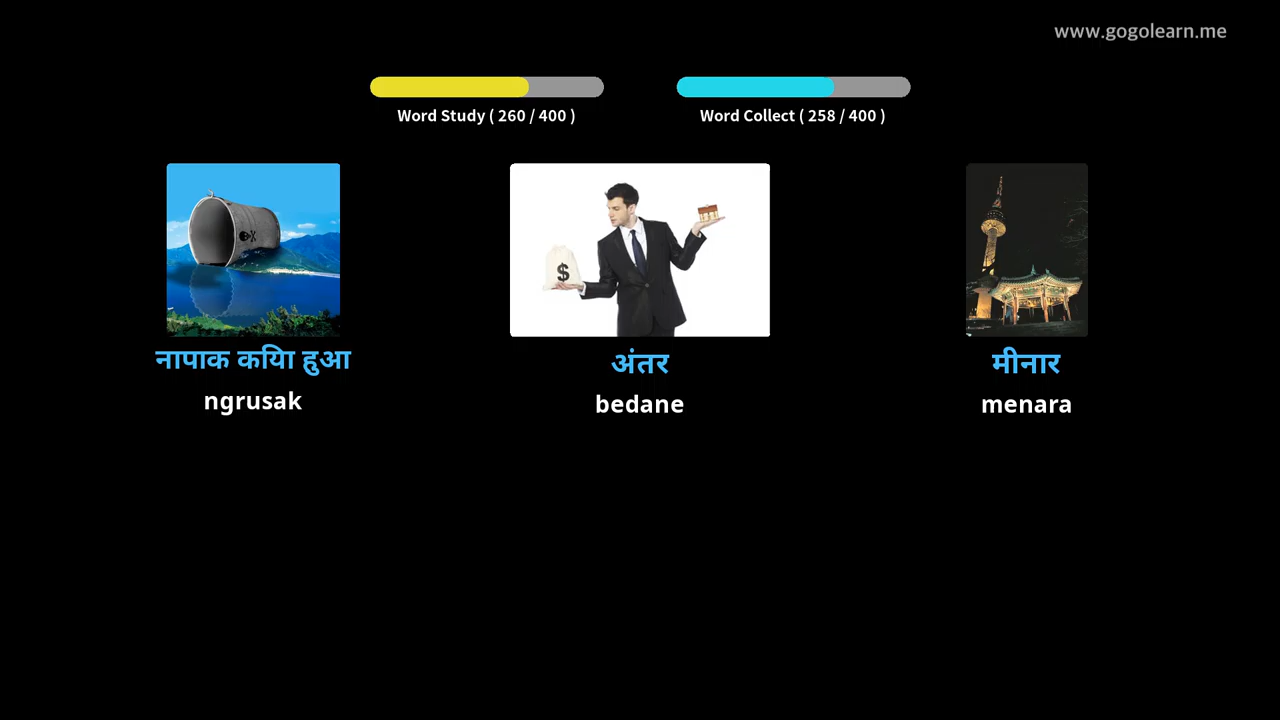 www.gogolearn.me
Word Study ( 260 / 400 )
Word Collect ( 258 / 400 )
नापाक कयिा हुआ
ngrusak
अंतर
bedane
मीनार
menara
$